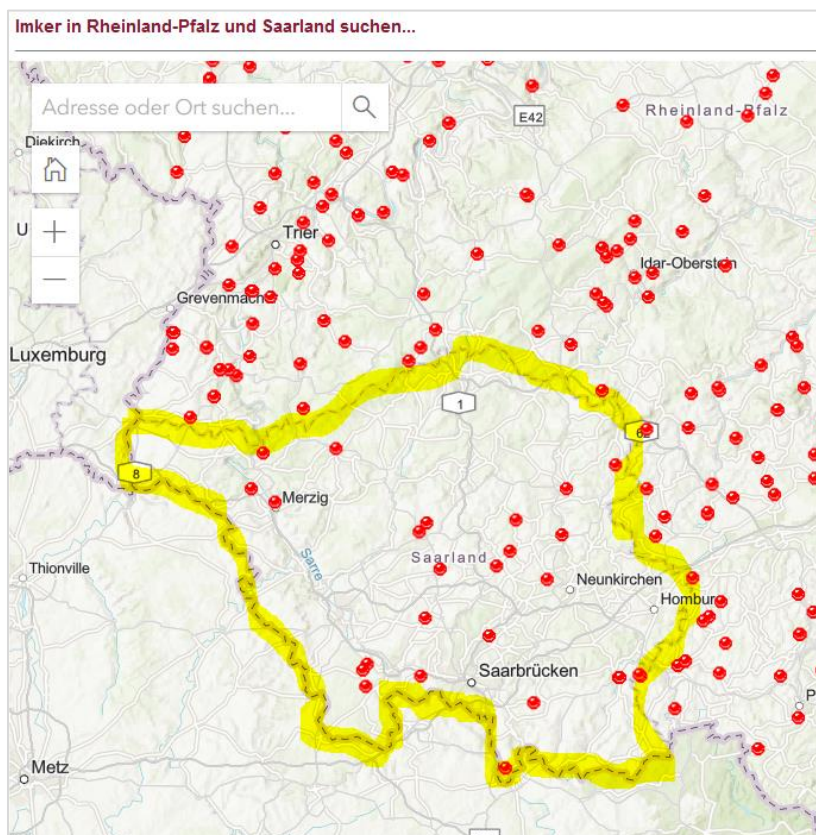 Imker in Rheinland-Pfalz und Saarland suchen...
Adresse oder Ort suchen...
E42
Rheinland-Pfalz
Diekirch
U
Trier
Idar-Oberstein
Grevenmacher
Luxemburg
1
62
8
Merzig
Thionville
Sarre
Saarland
Neunkirchen
Homburg
Saarbrücken
P
Metz